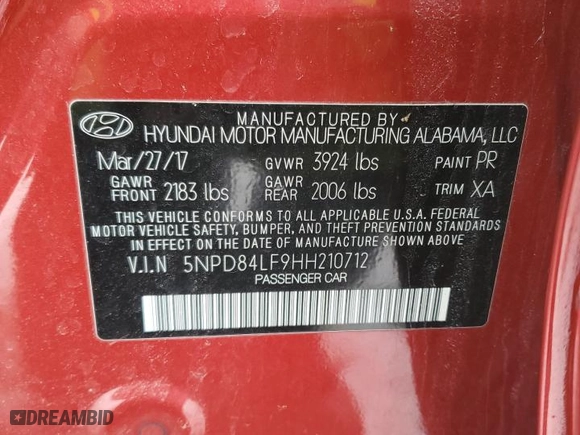 MANUFACTURED BY
HYUNDAI MOTOR MANUFACTURING ALABAMA, LLC
Mar/27/17 GVWR 3924 lbs PAINT PR
GAWR FRONT 2183 lbs GAWR REAR 2006 lbs TRIM XA
THIS VEHICLE CONFORMS TO ALL APPLICABLE U.S.A. FEDERAL
MOTOR VEHICLE SAFETY, BUMPER, AND THEFT PREVENTION STANDARDS
IN EFFECT ON THE DATE OF MANUFACTURE SHOWN ABOVE
V.I.N 5NPD84LF9HH210712
PASSENGER CAR
DREAMBID